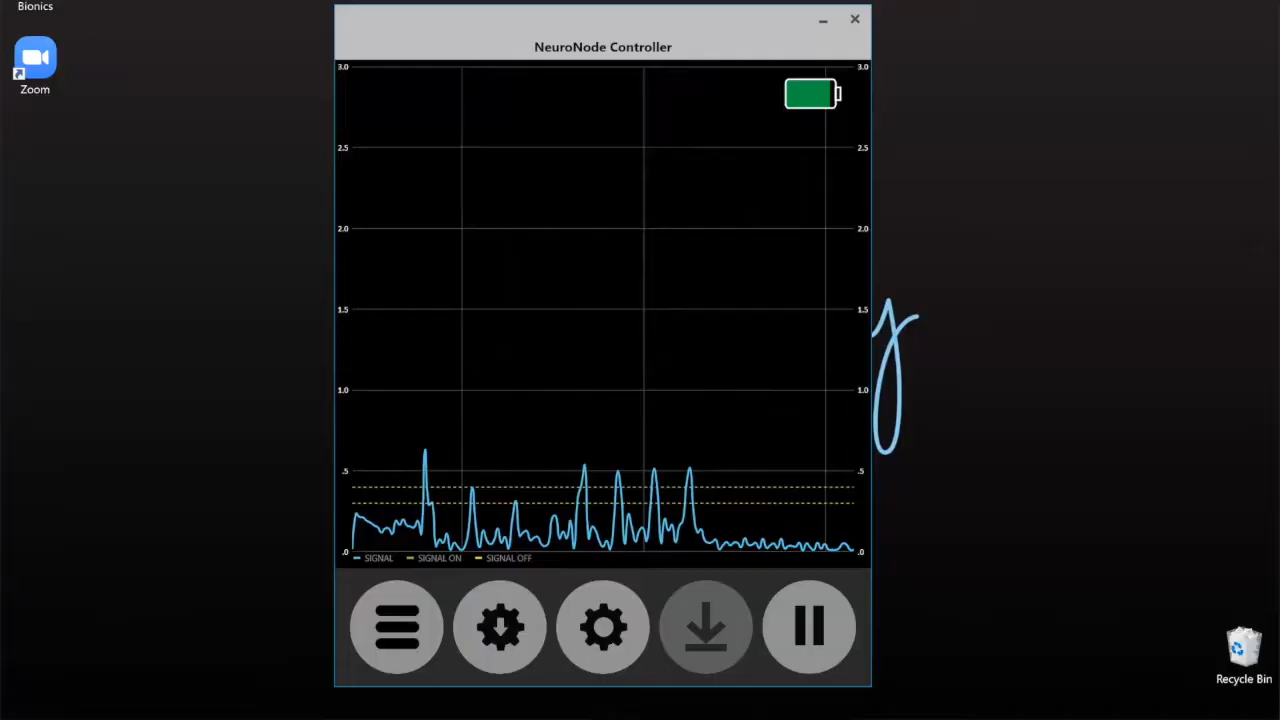 Bionics
Zoom
NeuroNode Controller
3.0 3.0
2.5 2.5
2.0 2.0
1.5 1.5
1.0 1.0
.5 .5
.0 .0
SIGNAL SIGNAL ON SIGNAL OFF
Recycle Bin